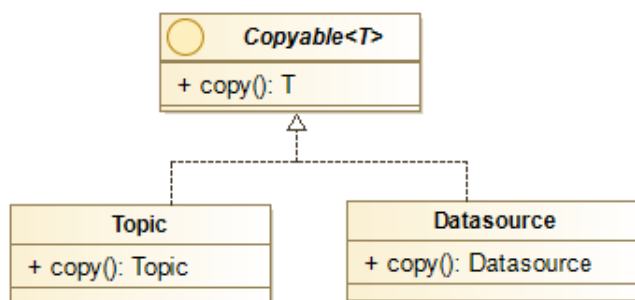 Copyable<T>
+ copy(): T
Topic
+ copy(): Topic
Datasource
+ copy(): Datasource